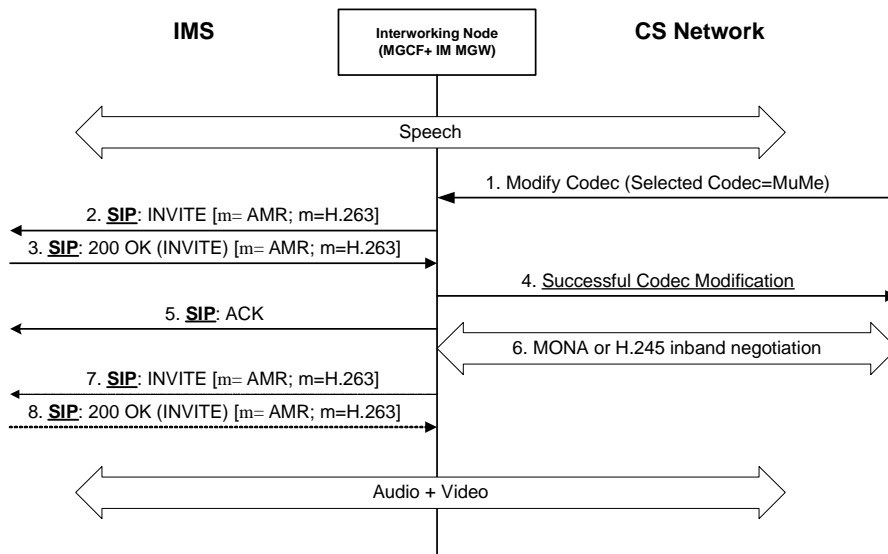 IMS
Interworking Node
(MGCF+ IM MGW)
CS Network
Speech
1. Modify Codec (Selected Codec=MuMe)
2. SIP: INVITE [m= AMR; m=H.263]
3. SIP: 200 OK (INVITE) [m= AMR; m=H.263]
4. Successful Codec Modification
5. SIP: ACK
6. MONA or H.245 inband negotiation
7. SIP: INVITE [m= AMR; m=H.263]
8. SIP: 200 OK (INVITE) [m= AMR; m=H.263]
Audio + Video